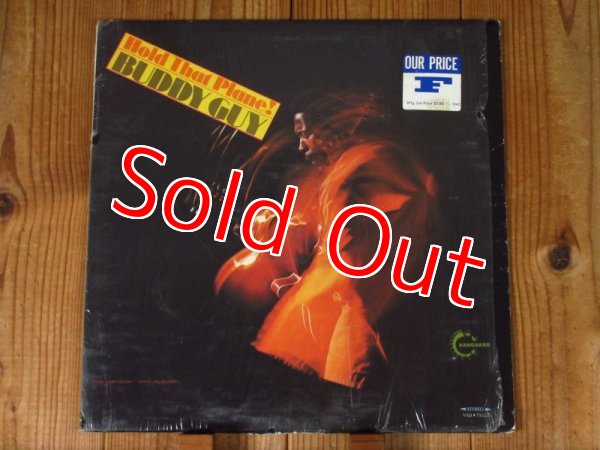 Hold That Plane!
BUDDY GUY
OUR PRICE
F
Sold Out
VANGUARD
STEREO